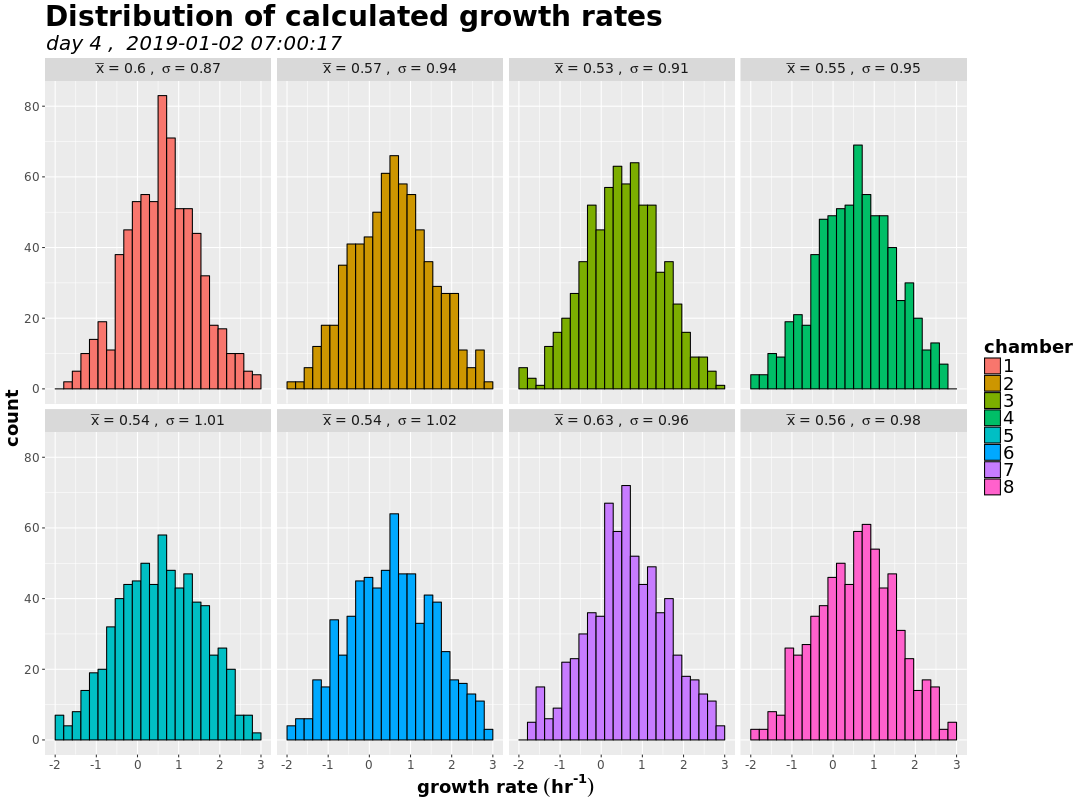 Distribution of calculated growth rates
day 4 ,  2019-01-02 07:00:17
x̅ = 0.6 ,  σ = 0.87
x̅ = 0.57 ,  σ = 0.94
x̅ = 0.53 ,  σ = 0.91
x̅ = 0.55 ,  σ = 0.95
80
60
40
20
0
x̅ = 0.54 ,  σ = 1.01
x̅ = 0.54 ,  σ = 1.02
x̅ = 0.63 ,  σ = 0.96
x̅ = 0.56 ,  σ = 0.98
80
60
40
20
0
count
-2 -1 0 1 2 3
-2 -1 0 1 2 3
-2 -1 0 1 2 3
-2 -1 0 1 2 3
growth rate (hr⁻¹)
chamber
1
2
3
4
5
6
7
8